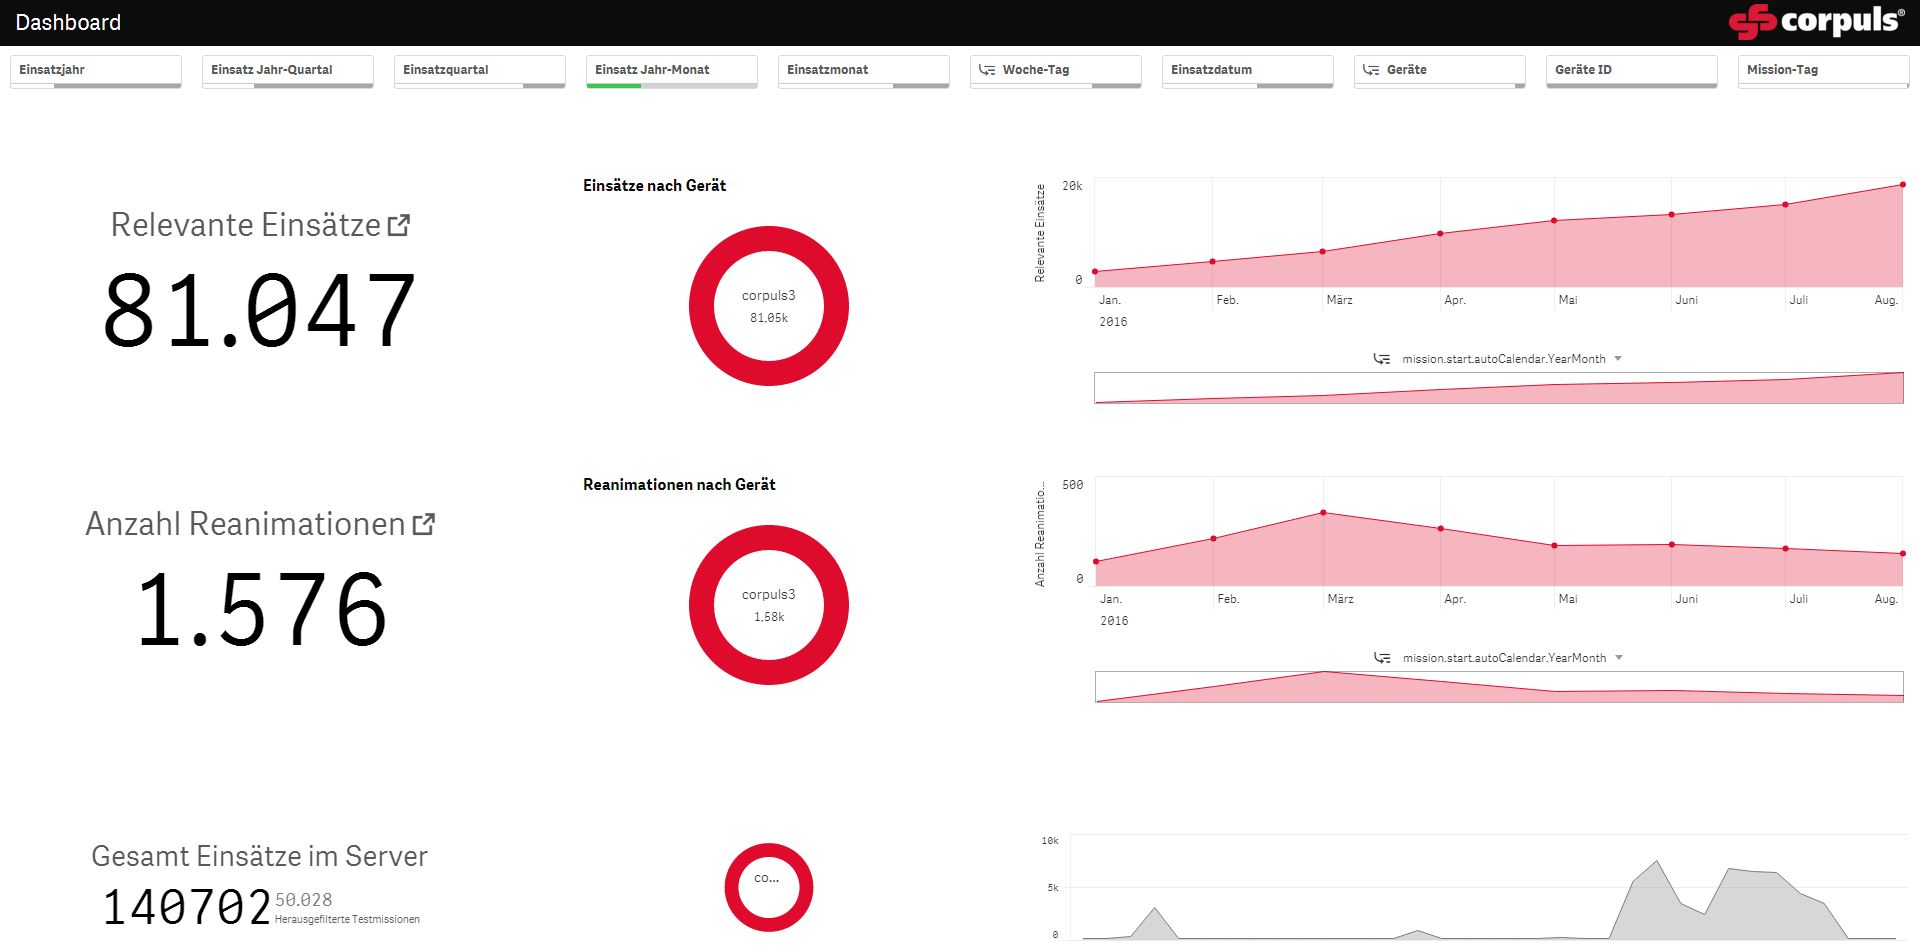 Dashboard
corpuls®
Einsatzjahr
Einsatz Jahr-Quartal
Einsatzquartal
Einsatz Jahr-Monat
Einsatzmonat
Woche-Tag
Einsatzdatum
Geräte
Geräte ID
Mission-Tag
Relevante Einsätze
81.047
Einsätze nach Gerät
corpuls3
81,05k
Relevante Einsätze
20k
0
Jan.
Feb.
März
Apr.
Mai
Juni
Juli
Aug.
2016
mission.start.autoCalendar.YearMonth
Anzahl Reanimationen
1.576
Reanimationen nach Gerät
corpuls3
1,58k
Anzahl Reanimatio...
500
0
Jan.
Feb.
März
Apr.
Mai
Juni
Juli
Aug.
2016
mission.start.autoCalendar.YearMonth
Gesamt Einsätze im Server
140702
50.028
Herausgefilterte Testmissionen
co...
10k
5k
0